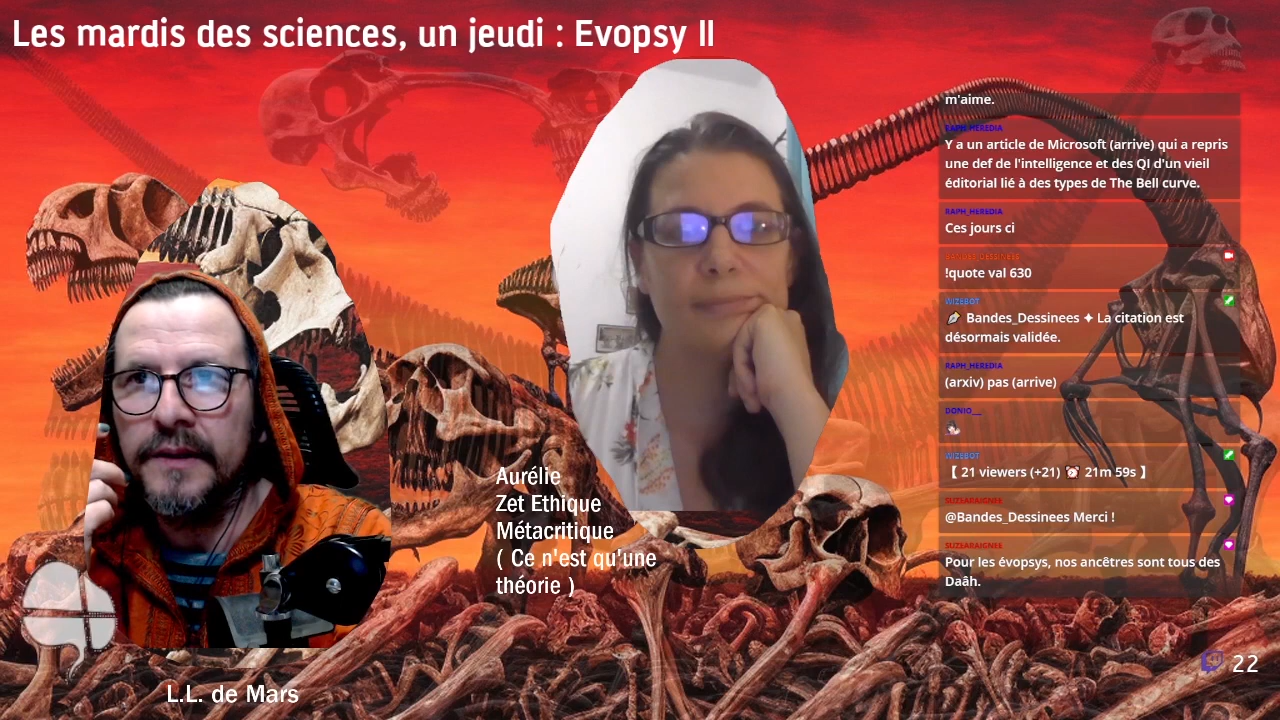 Les mardis des sciences, un jeudi : Evopsy II
m'aime.
RAPH_HEREDIA
Y a un article de Microsoft (arrive) qui a repris
une def de l'intelligence et des QI d'un vieil
éditorial lié à des types de The Bell curve.
RAPH_HEREDIA
Ces jours ci
BANDES_DESSINEES
!quote val 630
WIZEBOT
Bandes_Dessinees ✦ La citation est
désormais validée.
RAPH_HEREDIA
(arxiv) pas (arrive)
DONIO__
WIZEBOT
【 21 viewers (+21) ⏰ 21m 59s 】
SUZEARAIGNEE
@Bandes_Dessinees Merci !
SUZEARAIGNEE
Pour les évopsys, nos ancêtres sont tous des
Daâh.
Aurélie
Zet Ethique
Métacritique
( Ce n'est qu'une
théorie )
22
L.L. de Mars